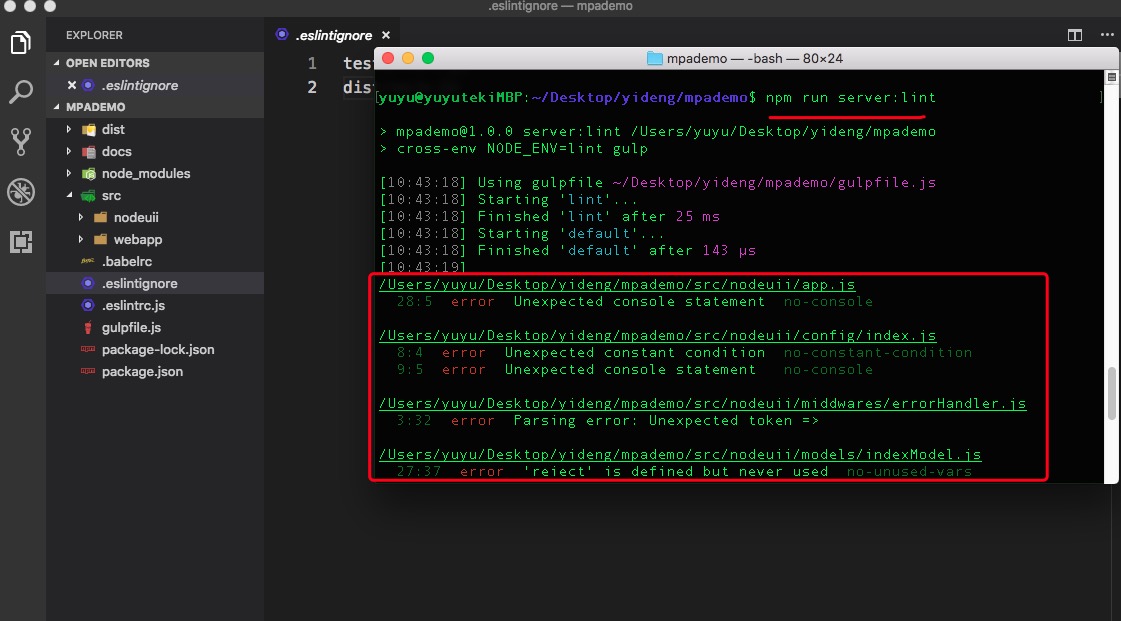 .eslintignore — mpademo
EXPLORER
OPEN EDITORS
.eslintignore
MPADEMO
dist
docs
node_modules
src
nodeuii
webapp
.babelrc
.eslintignore
.eslintrc.js
gulpfile.js
package-lock.json
package.json
.eslintignore
1 tes
2 dis
mpademo — -bash — 80×24
[yuyu@yuyutekiMBP:~/Desktop/yideng/mpademo$ npm run server:lint ]
> mpademo@1.0.0 server:lint /Users/yuyu/Desktop/yideng/mpademo
> cross-env NODE_ENV=lint gulp
[10:43:18] Using gulpfile ~/Desktop/yideng/mpademo/gulpfile.js
[10:43:18] Starting 'lint'...
[10:43:18] Finished 'lint' after 25 ms
[10:43:18] Starting 'default'...
[10:43:18] Finished 'default' after 143 μs
[10:43:19]
/Users/yuyu/Desktop/yideng/mpademo/src/nodeuii/app.js
28:5 error Unexpected console statement no-console
/Users/yuyu/Desktop/yideng/mpademo/src/nodeuii/config/index.js
8:4 error Unexpected constant condition no-constant-condition
9:5 error Unexpected console statement no-console
/Users/yuyu/Desktop/yideng/mpademo/src/nodeuii/middwares/errorHandler.js
3:32 error Parsing error: Unexpected token =>
/Users/yuyu/Desktop/yideng/mpademo/src/nodeuii/models/indexModel.js
27:37 error 'reject' is defined but never used no-unused-vars